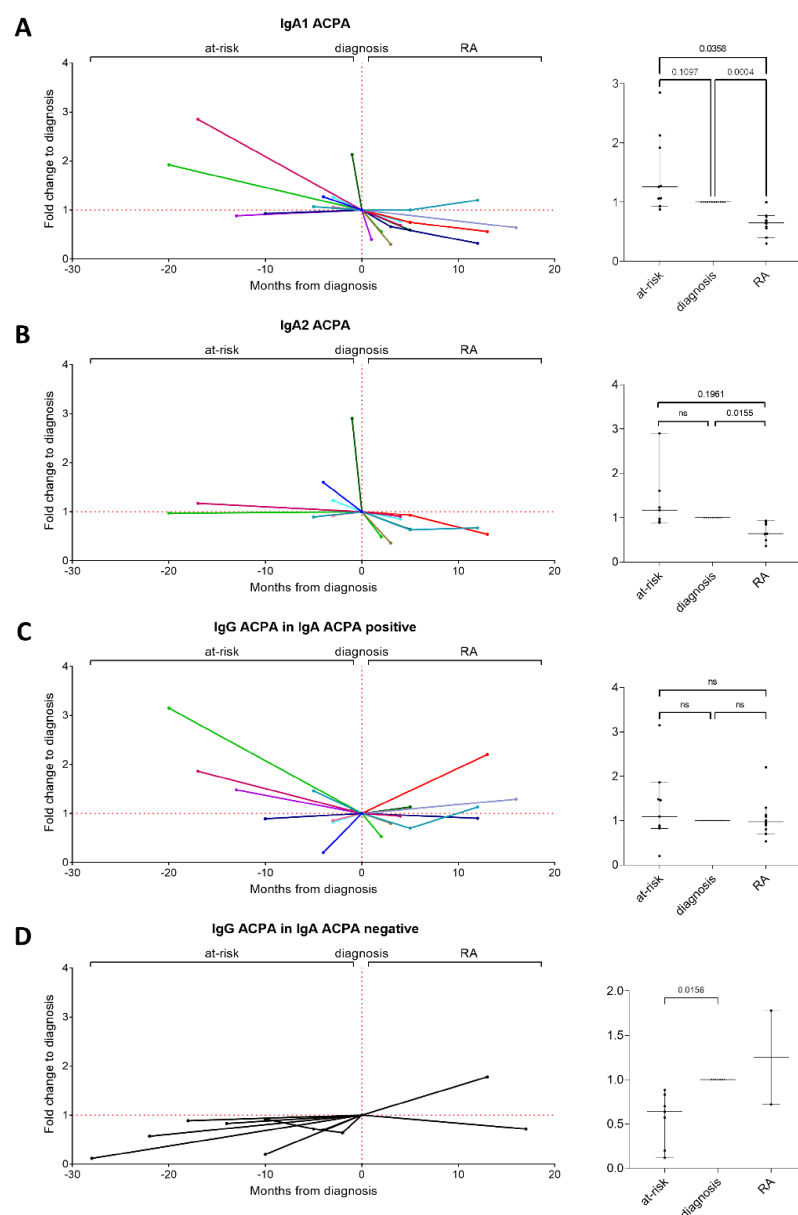 A
IgA1 ACPA
at-risk diagnosis RA
Fold change to diagnosis
4
3
2
1
0
-30 -20 -10 0 10 20
Months from diagnosis
0.0358
0.1097 0.0004
3
2
1
0
at-risk diagnosis RA
B
IgA2 ACPA
at-risk diagnosis RA
Fold change to diagnosis
4
3
2
1
0
-30 -20 -10 0 10 20
Months from diagnosis
0.1961
ns 0.0155
4
3
2
1
0
at-risk diagnosis RA
C
IgG ACPA in IgA ACPA positive
at-risk diagnosis RA
Fold change to diagnosis
4
3
2
1
0
-30 -20 -10 0 10 20
Months from diagnosis
ns
ns ns
4
3
2
1
0
at-risk diagnosis RA
D
IgG ACPA in IgA ACPA negative
at-risk diagnosis RA
Fold change to diagnosis
4
3
2
1
0
-30 -20 -10 0 10 20
Months from diagnosis
0.0156
2.0
1.5
1.0
0.5
0.0
at-risk diagnosis RA